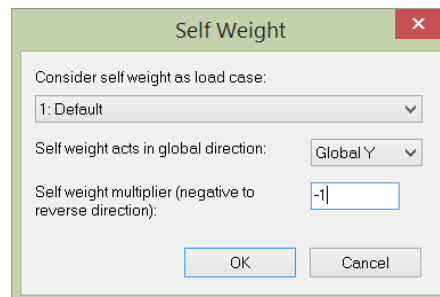 Self Weight
Consider self weight as load case:
1: Default
Self weight acts in global direction:
Global Y
Self weight multiplier (negative to
reverse direction):
-1
OK
Cancel